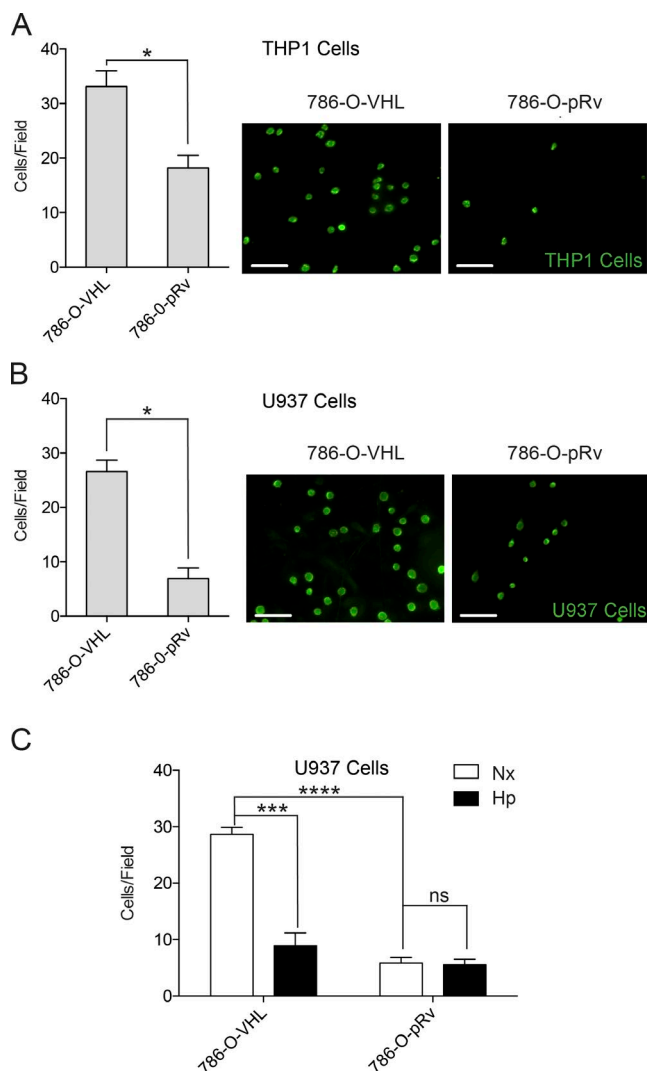 A
*
THP1 Cells
40
30
20
10
0
Cells/Field
786-O-VHL
786-0-pRv
786-O-VHL
786-O-pRv
THP1 Cells
B
*
U937 Cells
40
30
20
10
0
Cells/Field
786-O-VHL
786-0-pRv
786-O-VHL
786-O-pRv
U937 Cells
C
U937 Cells
Nx
Hp
40
30
20
10
0
Cells/Field
****
***
ns
786-O-VHL
786-O-pRv